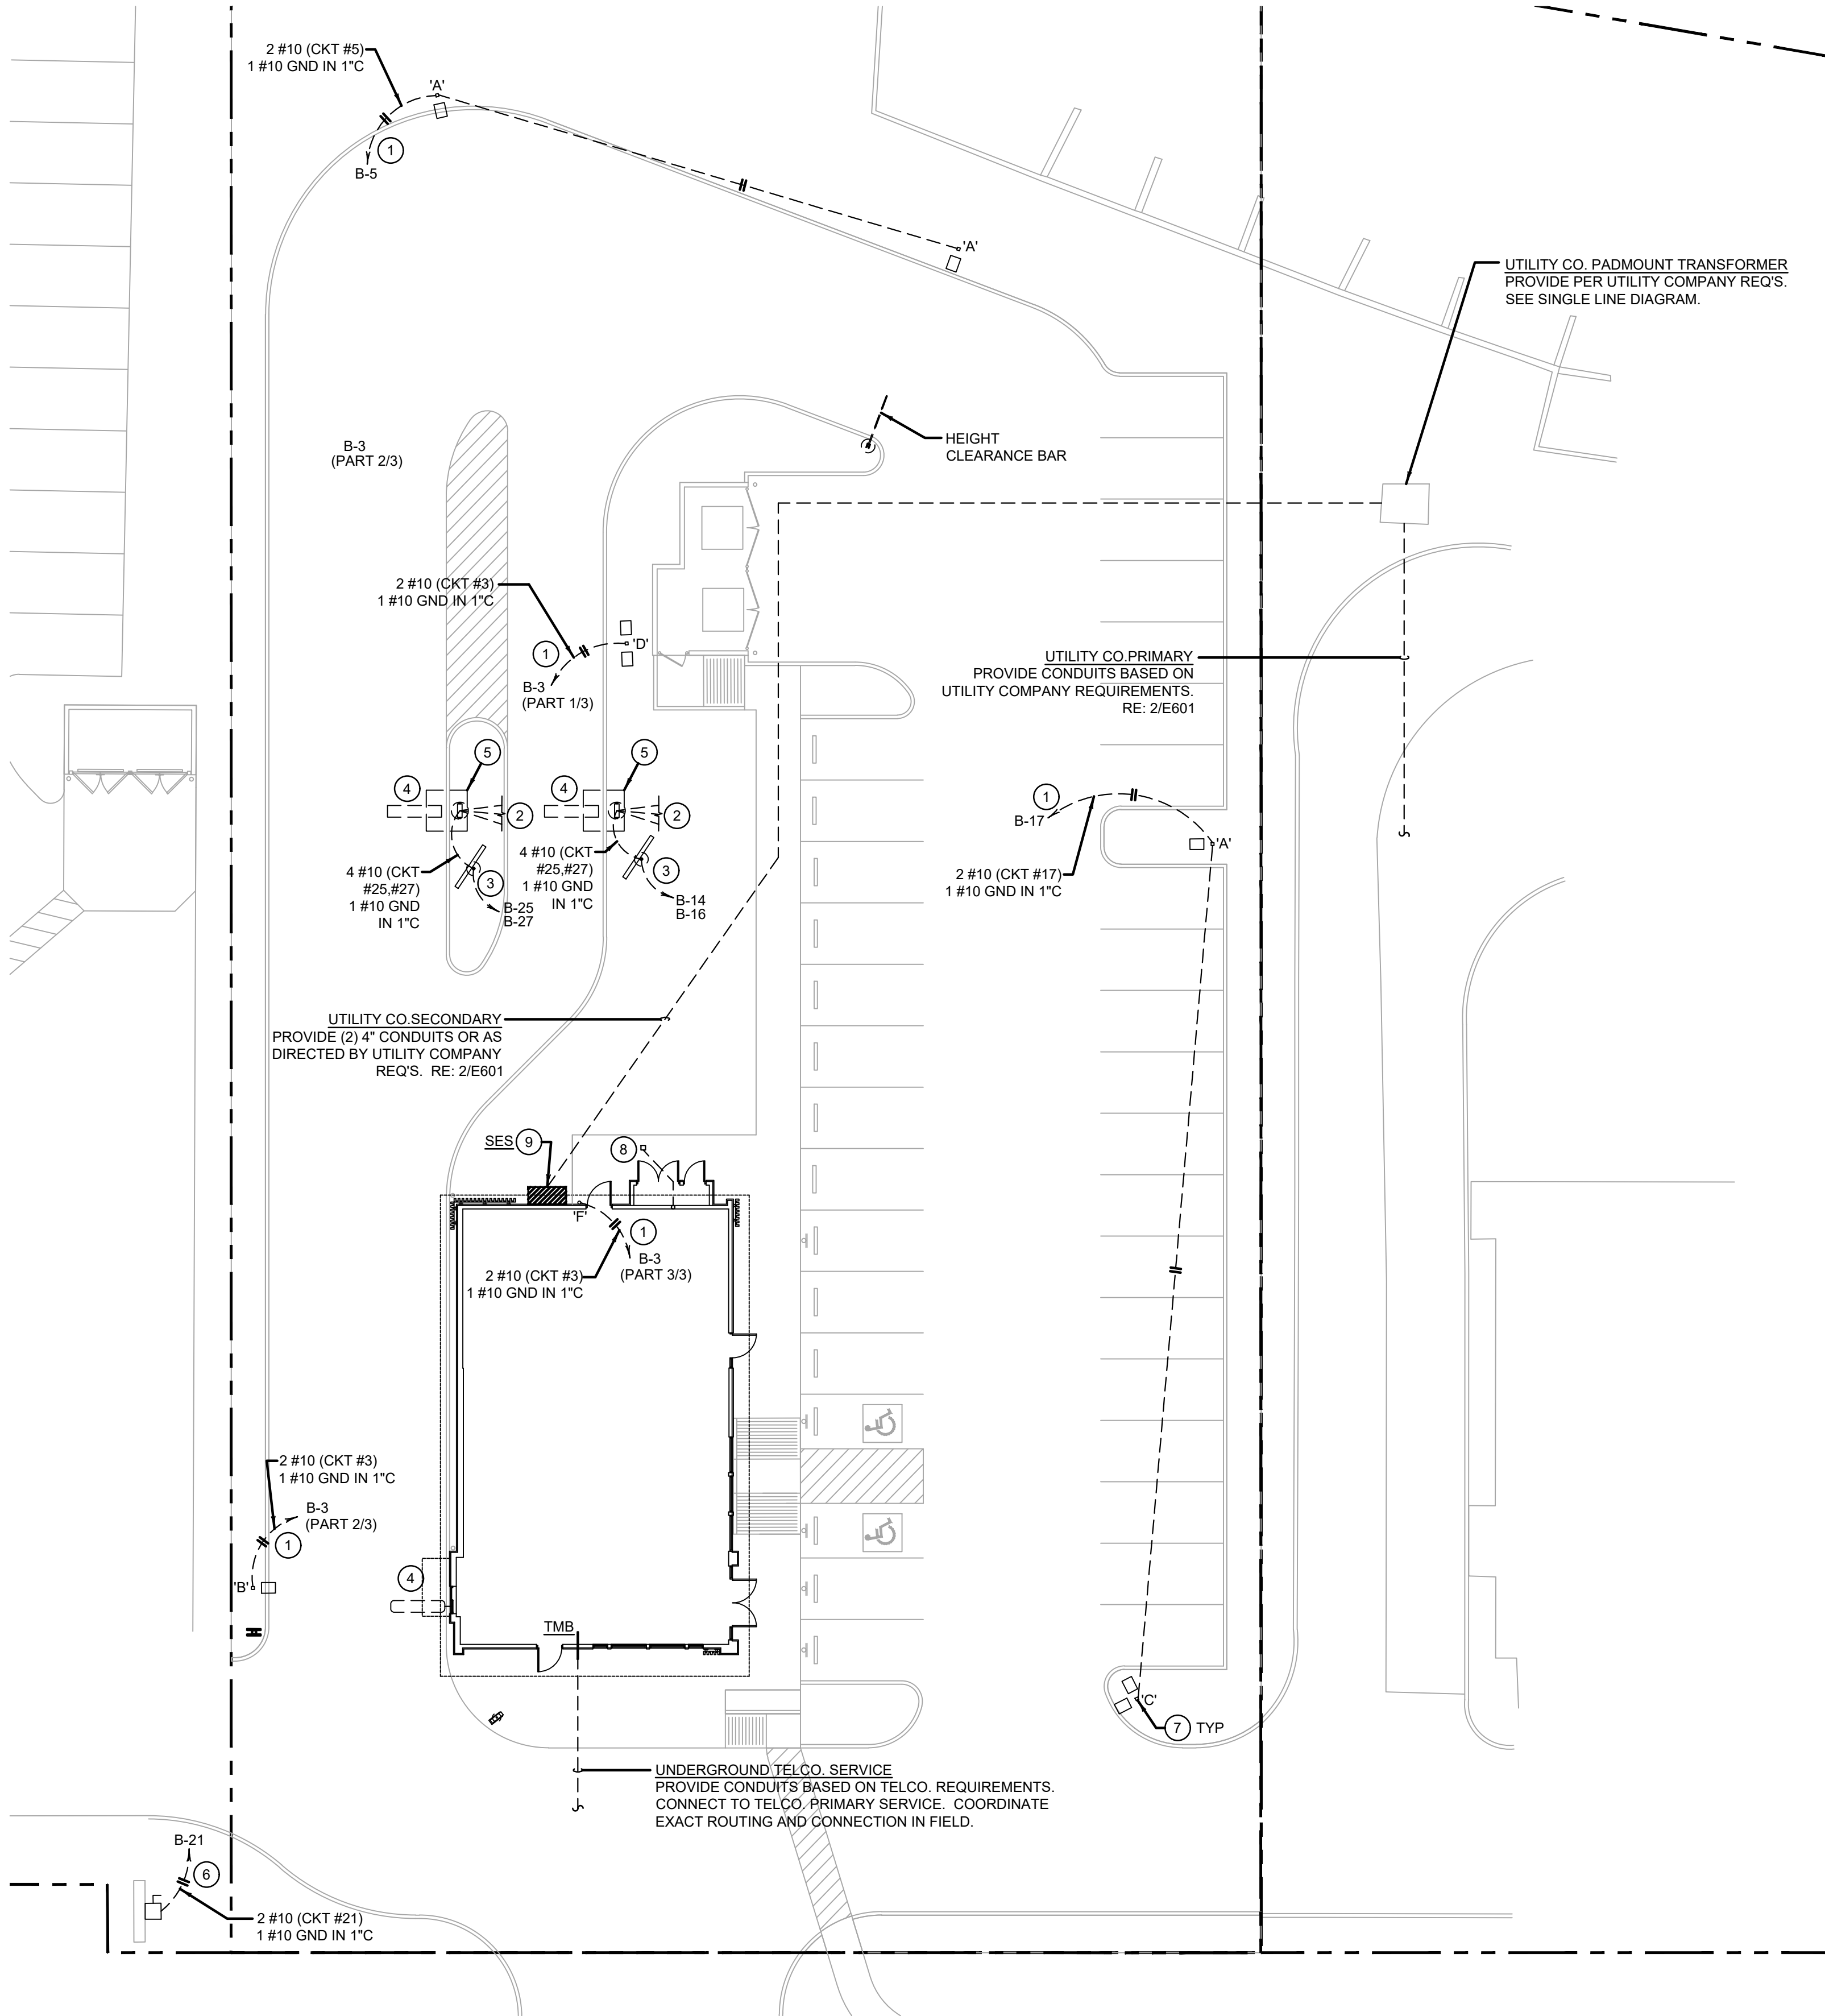 2 #10 (CKT #5)
1 #10 GND IN 1"C
'A'
1
B-5
'A'
UTILITY CO. PADMOUNT TRANSFORMER
PROVIDE PER UTILITY COMPANY REQ'S.
SEE SINGLE LINE DIAGRAM.
HEIGHT
CLEARANCE BAR
B-3
(PART 2/3)
2 #10 (CKT #3)
1 #10 GND IN 1"C
'D'
1
B-3
(PART 1/3)
UTILITY CO.PRIMARY
PROVIDE CONDUITS BASED ON
UTILITY COMPANY REQUIREMENTS.
RE: 2/E601
5
5
4
4
2
2
4 #10 (CKT
#25,#27)
1 #10 GND
IN 1"C
3
B-25
B-27
4 #10 (CKT
#25,#27)
1 #10 GND
IN 1"C
3
B-14
B-16
1
B-17
'A'
2 #10 (CKT #17)
1 #10 GND IN 1"C
UTILITY CO.SECONDARY
PROVIDE (2) 4" CONDUITS OR AS
DIRECTED BY UTILITY COMPANY
REQ'S. RE: 2/E601
SES
9
8
'F'
1
B-3
(PART 3/3)
2 #10 (CKT #3)
1 #10 GND IN 1"C
2 #10 (CKT #3)
1 #10 GND IN 1"C
B-3
(PART 2/3)
1
'B'
4
TMB
'C'
7
TYP
UNDERGROUND TELCO. SERVICE
PROVIDE CONDUITS BASED ON TELCO. REQUIREMENTS.
CONNECT TO TELCO. PRIMARY SERVICE. COORDINATE
EXACT ROUTING AND CONNECTION IN FIELD.
B-21
6
2 #10 (CKT #21)
1 #10 GND IN 1"C